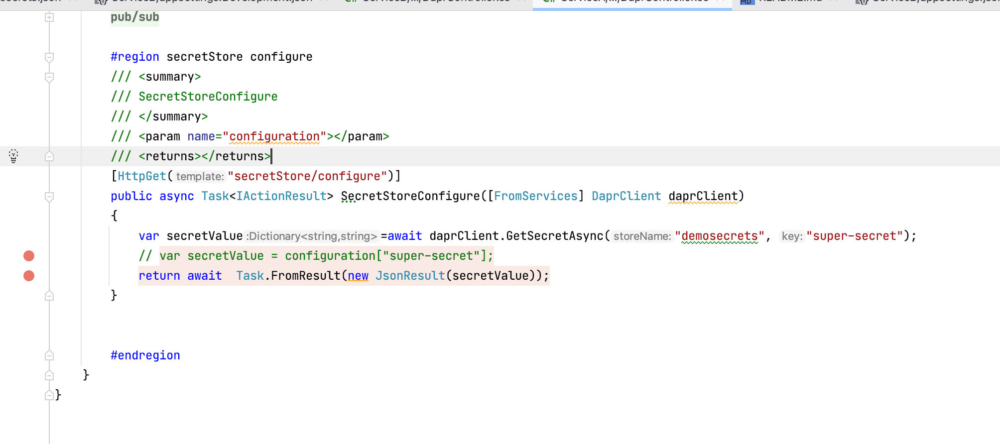 pub/sub
#region secretStore configure
/// <summary>
/// SecretStoreConfigure
/// </summary>
/// <param name="configuration"></param>
/// <returns></returns>
[HttpGet(template:"secretStore/configure")]
public async Task<IActionResult> SecretStoreConfigure([FromServices] DaprClient daprClient)
{
var secretValue:Dictionary<string,string>=await daprClient.GetSecretAsync(storeName:"demosecrets", key:"super-secret");
// var secretValue = configuration["super-secret"];
return await  Task.FromResult(new JsonResult(secretValue));
}
#endregion
}
}